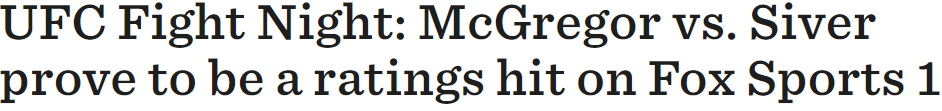 UFC Fight Night: McGregor vs. Siver
prove to be a ratings hit on Fox Sports 1